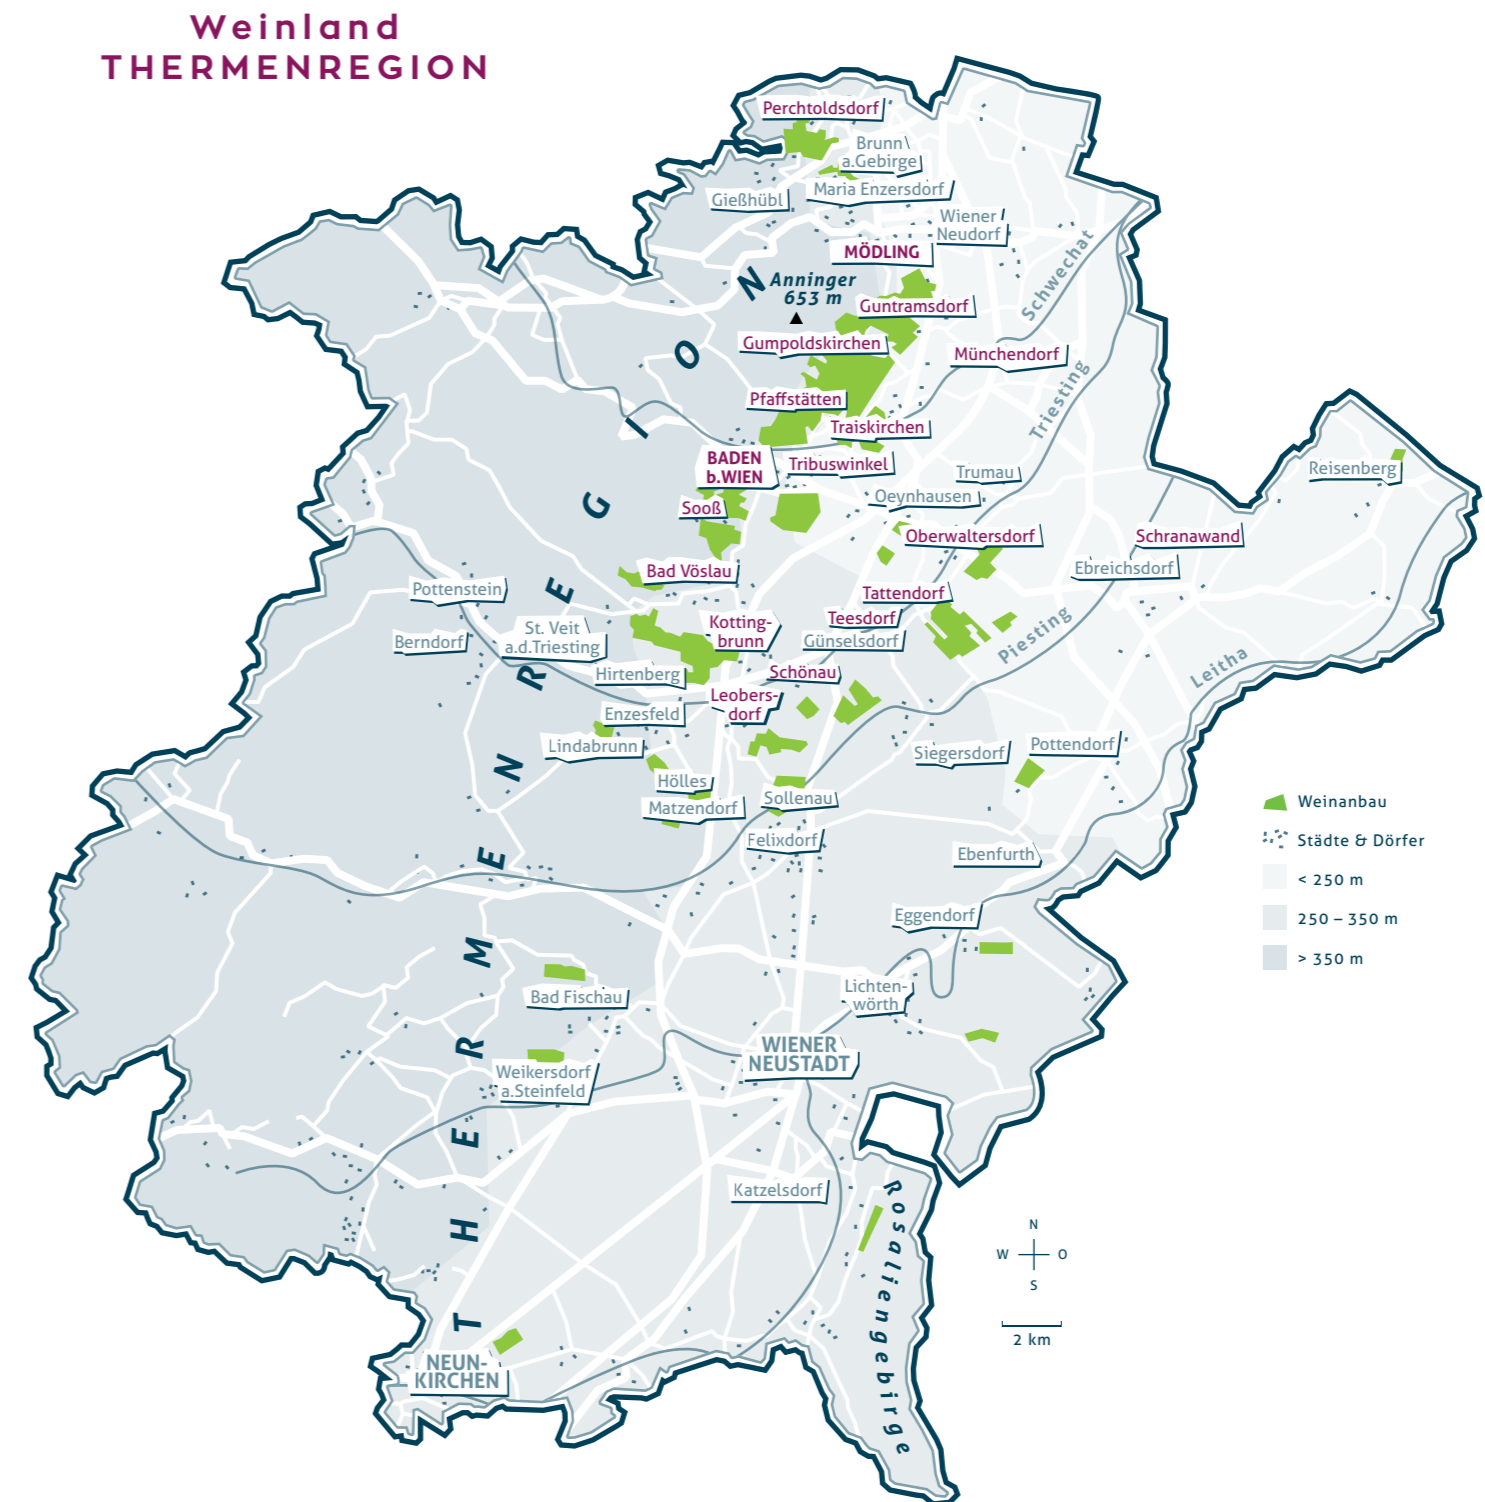 Weinland
THERMENREGION
Perchtoldsdorf
Brunn
a.Gebirge
Maria Enzersdorf
Gießhübl
Wiener
Neudorf
MÖDLING
Schwechat
Anninger
653 m
Guntramsdorf
Gumpoldskirchen
Münchendorf
Triesting
Pfaffstätten
Traiskirchen
BADEN
b.WIEN
Tribuswinkel
Trumau
Reisenberg
Oeynhausen
Sooß
Oberwaltersdorf
Schranawand
Ebreichsdorf
Bad Vöslau
Pottenstein
Tattendorf
Teesdorf
Kotting-
brunn
St. Veit
a.d.Triesting
Berndorf
Günselsdorf
Piesting
Leitha
Hirtenberg
Schönau
Leobers-
dorf
Enzesfeld
Lindabrunn
Siegersdorf
Pottendorf
Hölles
Matzendorf
Sollenau
Felixdorf
Ebenfurth
Eggendorf
Bad Fischau
Lichten-
wörth
WIENER
NEUSTADT
Weikersdorf
a.Steinfeld
Katzelsdorf
Rosaliengebirge
NEUN-
KIRCHEN
THERMENREGION
Weinanbau
Städte & Dörfer
< 250 m
250 – 350 m
> 350 m
N
W O
S
2 km